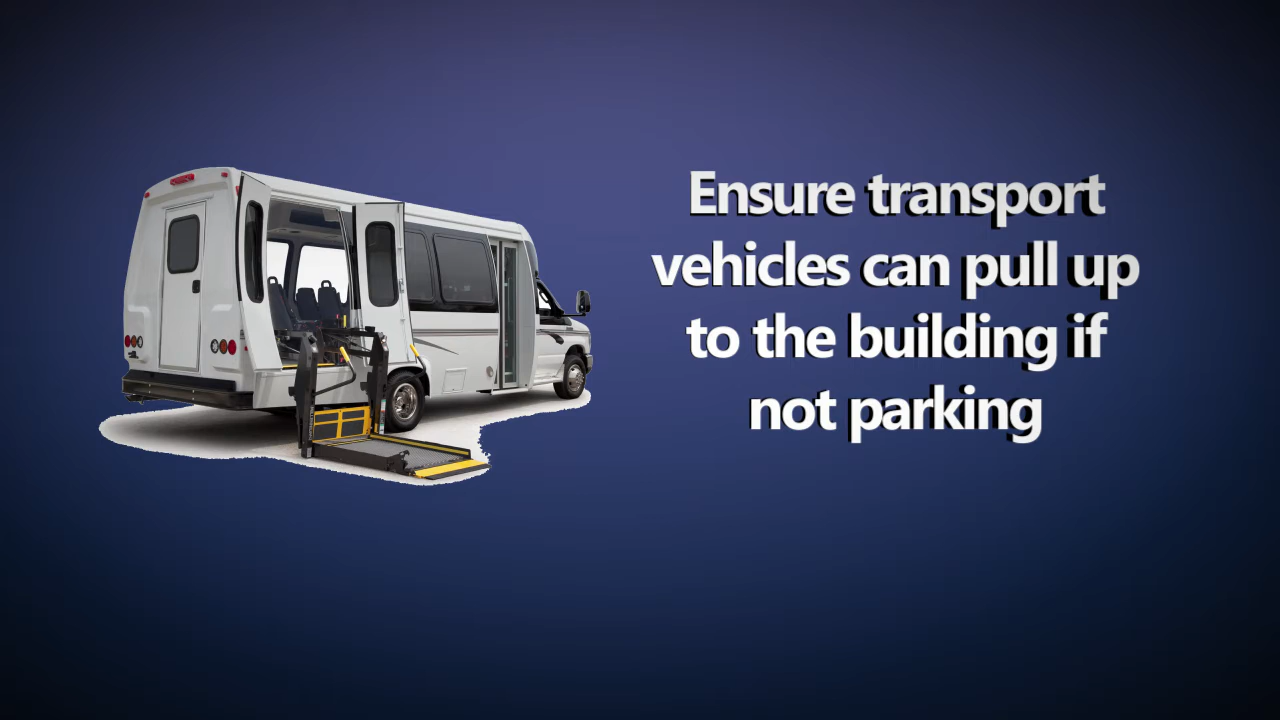 Ensure transport
vehicles can pull up
to the building if
not parking